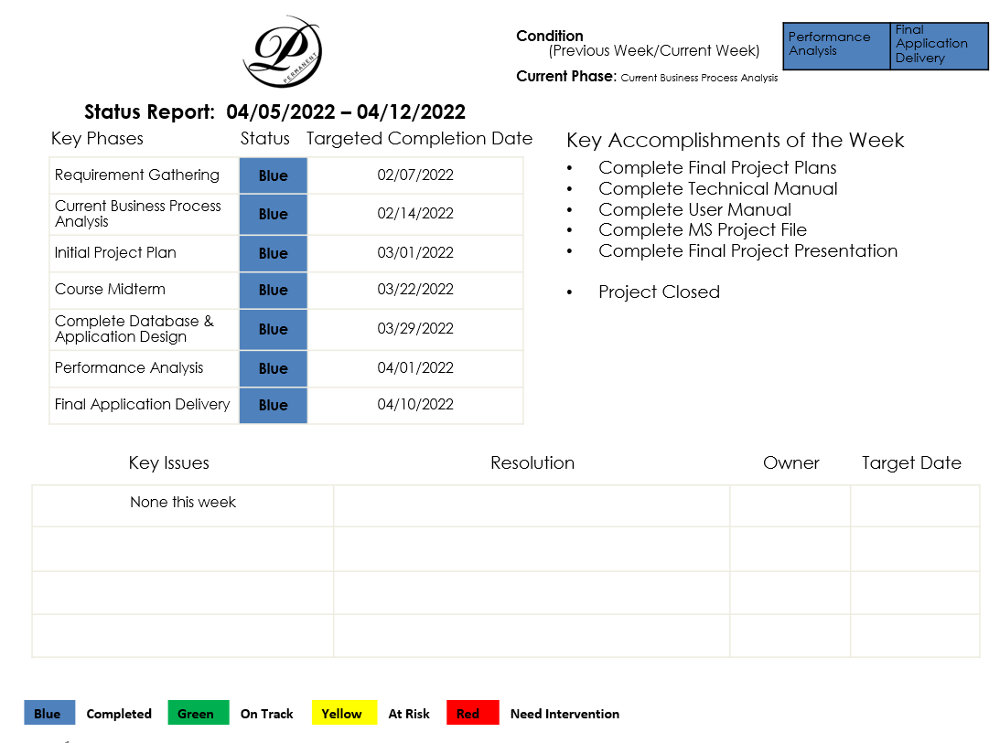 P
PERMANENT
Condition
(Previous Week/Current Week)
Performance
Analysis
Final
Application
Delivery
Current Phase: Current Business Process Analysis
Status Report:  04/05/2022 – 04/12/2022
Key Phases Status Targeted Completion Date
Requirement Gathering Blue 02/07/2022
Current Business Process
Analysis Blue 02/14/2022
Initial Project Plan Blue 03/01/2022
Course Midterm Blue 03/22/2022
Complete Database &
Application Design Blue 03/29/2022
Performance Analysis Blue 04/01/2022
Final Application Delivery Blue 04/10/2022
Key Accomplishments of the Week
• Complete Final Project Plans
• Complete Technical Manual
• Complete User Manual
• Complete MS Project File
• Complete Final Project Presentation
• Project Closed
Key Issues Resolution Owner Target Date
None this week
Blue Completed Green On Track Yellow At Risk Red Need Intervention